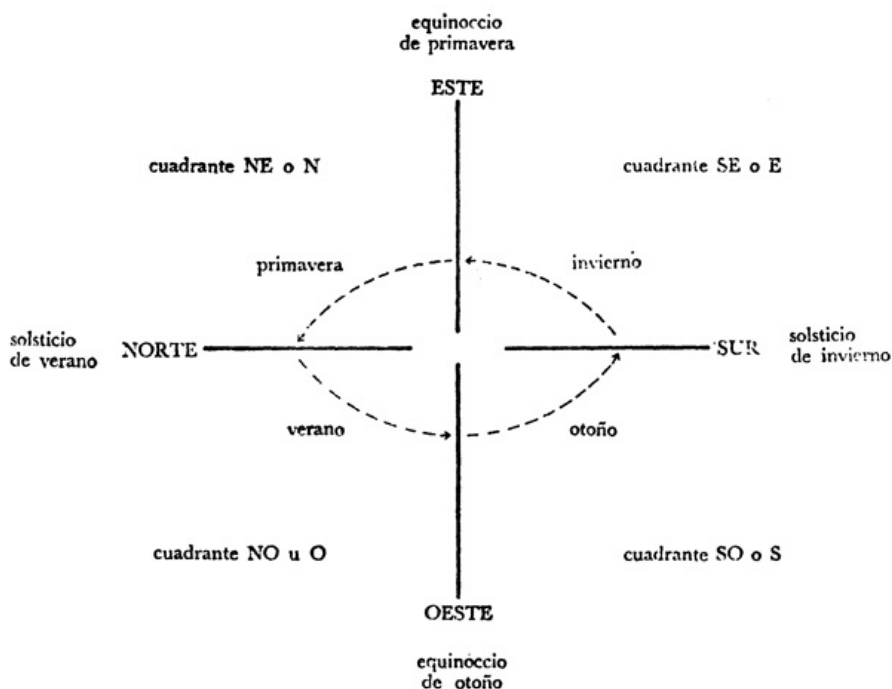 equinoccio
de primavera
ESTE
cuadrante NE o N
cuadrante SE o E
primavera
invierno
solsticio
de verano
NORTE
SUR
solsticio
de invierno
verano
otoño
cuadrante NO u O
cuadrante SO o S
OESTE
equinoccio
de otoño